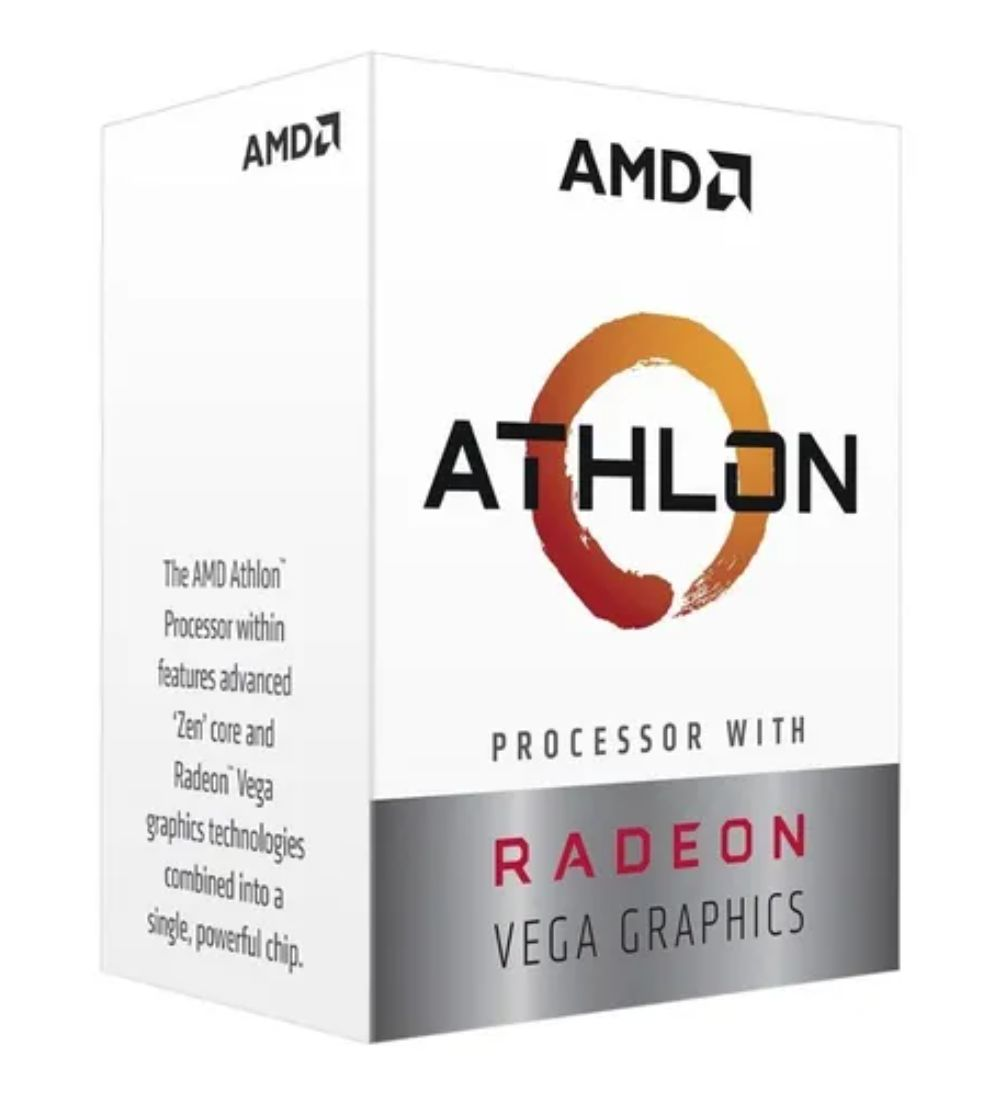 AMD
The AMD Athlon™
Processor within
features advanced
‘Zen’ core and
Radeon™ Vega
graphics technologies
combined into a
single, powerful chip.
AMD
ATHLON
PROCESSOR WITH
RADEON
VEGA GRAPHICS